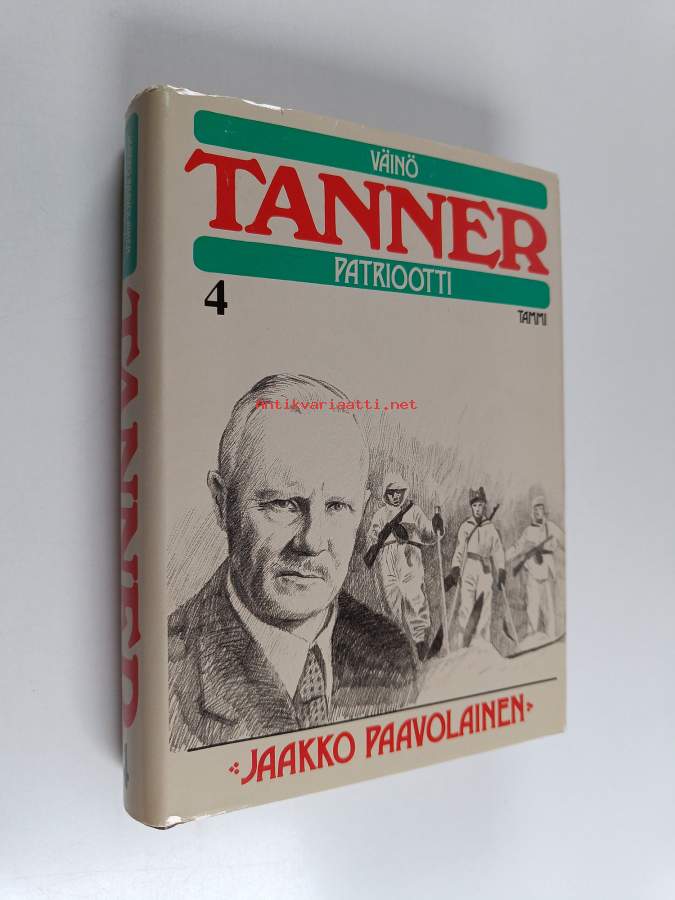 VÄINÖ
TANNER
PATRIOOTTI
4
TAMMI
Antikvariaatti.net
JAAKKO PAAVOLAINEN
TANNER